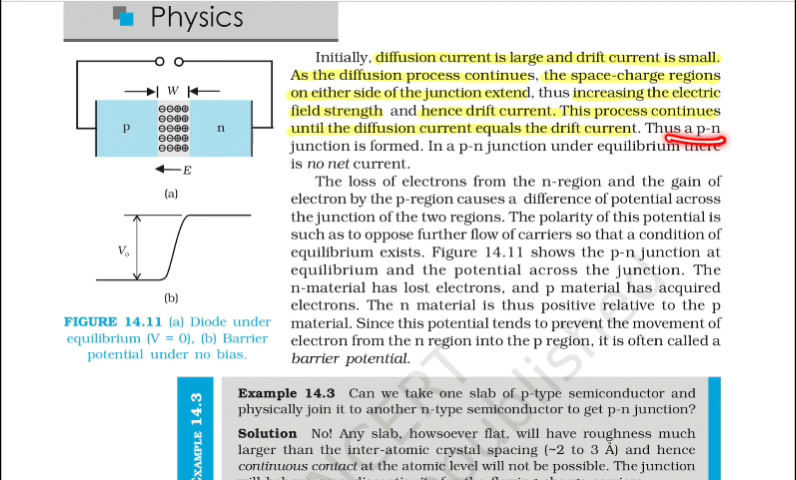 Physics
Initially, diffusion current is large and drift current is small.
As the diffusion process continues, the space-charge regions
on either side of the junction extend, thus increasing the electric
field strength and hence drift current. This process continues
until the diffusion current equals the drift current. Thus a p-n
junction is formed. In a p-n junction under equilibrium there
is no net current.
The loss of electrons from the n-region and the gain of
electron by the p-region causes a difference of potential across
the junction of the two regions. The polarity of this potential is
such as to oppose further flow of carriers so that a condition of
equilibrium exists. Figure 14.11 shows the p-n junction at
equilibrium and the potential across the junction. The
n-material has lost electrons, and p material has acquired
electrons. The n material is thus positive relative to the p
material. Since this potential tends to prevent the movement of
electron from the n region into the p region, it is often called a
barrier potential.
W
p
n
E
(a)
V₀
(b)
FIGURE 14.11 (a) Diode under
equilibrium (V = 0), (b) Barrier
potential under no bias.
EXAMPLE 14.3
Example 14.3 Can we take one slab of p-type semiconductor and
physically join it to another n-type semiconductor to get p-n junction?
Solution No! Any slab, howsoever flat, will have roughness much
larger than the inter-atomic crystal spacing (~2 to 3 Å) and hence
continuous contact at the atomic level will not be possible. The junction